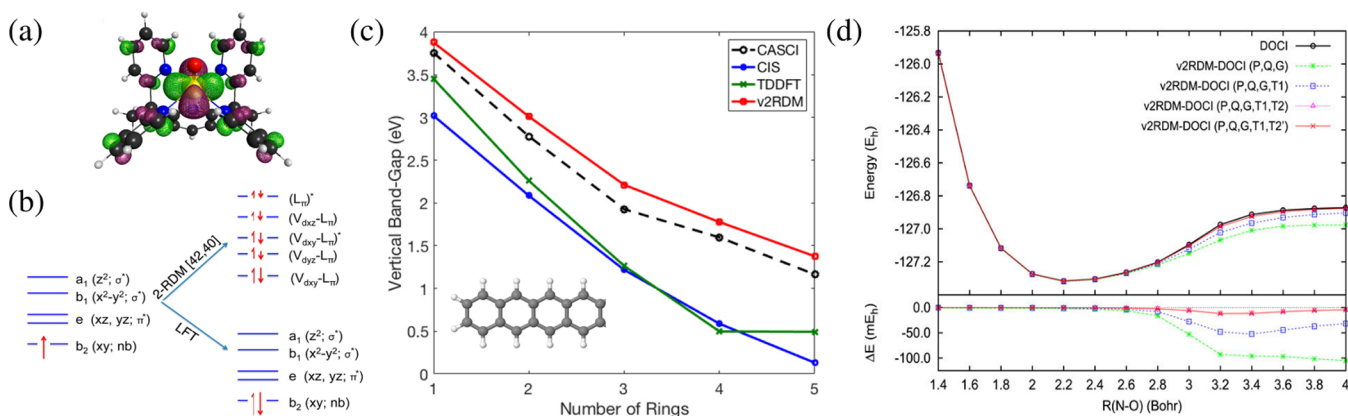 (a)
(b)
a₁ (z²; σ*)
b₁ (x²-y²; σ*)
e (xz, yz; π*)
b₂ (xy; nb)
2-RDM [42,40]
LFT
(Lπ)*
(Vdxz-Lπ)
(Vdxy-Lπ)*
(Vdyz-Lπ)
(Vdxy-Lπ)
a₁ (z²; σ*)
b₁ (x²-y²; σ*)
e (xz, yz; π*)
b₂ (xy; nb)
(c)
Vertical Band-Gap (eV)
4
3.5
3
2.5
2
1.5
1
0.5
0
CASCI
CIS
TDDFT
v2RDM
1
2
3
4
5
Number of Rings
(d)
Energy (Eh)
-125.8
-126.0
-126.2
-126.4
-126.6
-126.8
-127.0
-127.2
DOCI
v2RDM-DOCI (P,Q,G)
v2RDM-DOCI (P,Q,G,T1)
v2RDM-DOCI (P,Q,G,T1,T2)
v2RDM-DOCI (P,Q,G,T1,T2')
ΔE (mEh)
0.0
-50.0
-100.0
1.4 1.6 1.8 2 2.2 2.4 2.6 2.8 3 3.2 3.4 3.6 3.8 4
R(N-O) (Bohr)